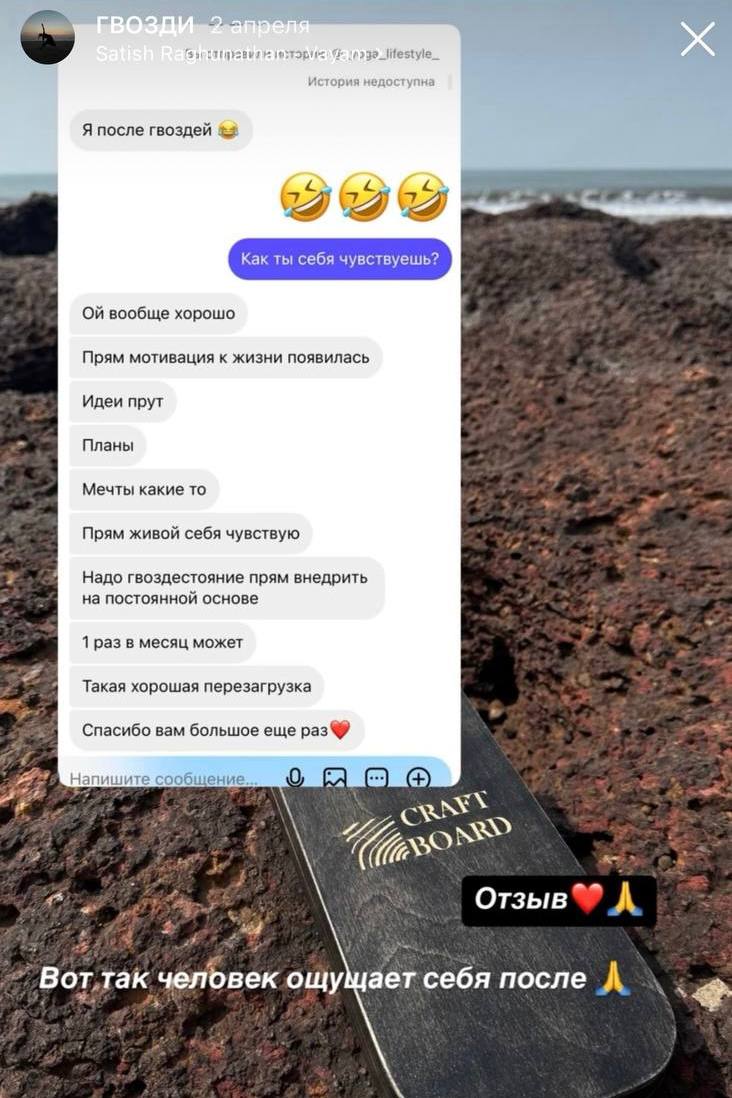 ГВОЗДИ 2 апреля
Satish Raghunathan · Vayam >
История недоступна
Я после гвоздей 😂
🤣🤣🤣
Как ты себя чувствуешь?
Ой вообще хорошо
Прям мотивация к жизни появилась
Идеи прут
Планы
Мечты какие то
Прям живой себя чувствую
Надо гвоздестояние прям внедрить
на постоянной основе
1 раз в месяц может
Такая хорошая перезагрузка
Спасибо вам большое еще раз❤️
Напишите сообщение...
CRAFT
BOARD
Отзыв❤️🙏
Вот так человек ощущает себя после 🙏